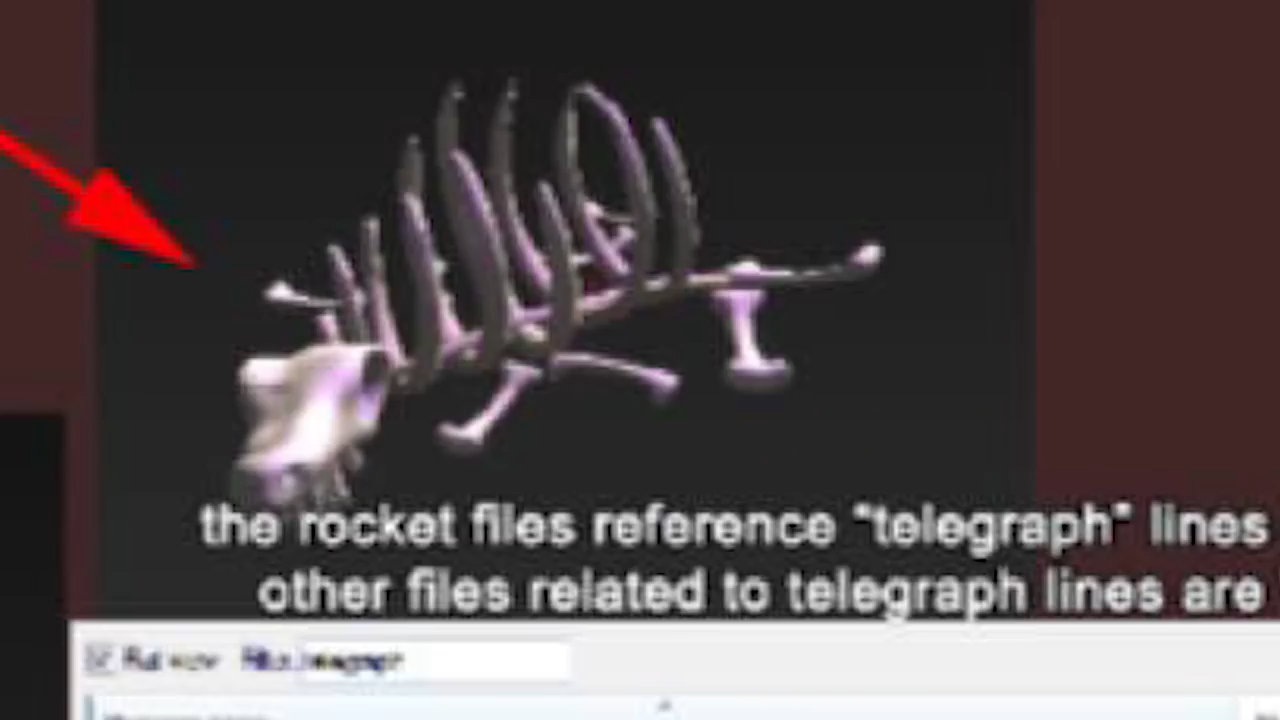 the rocket files reference "telegraph" lines
other files related to telegraph lines are